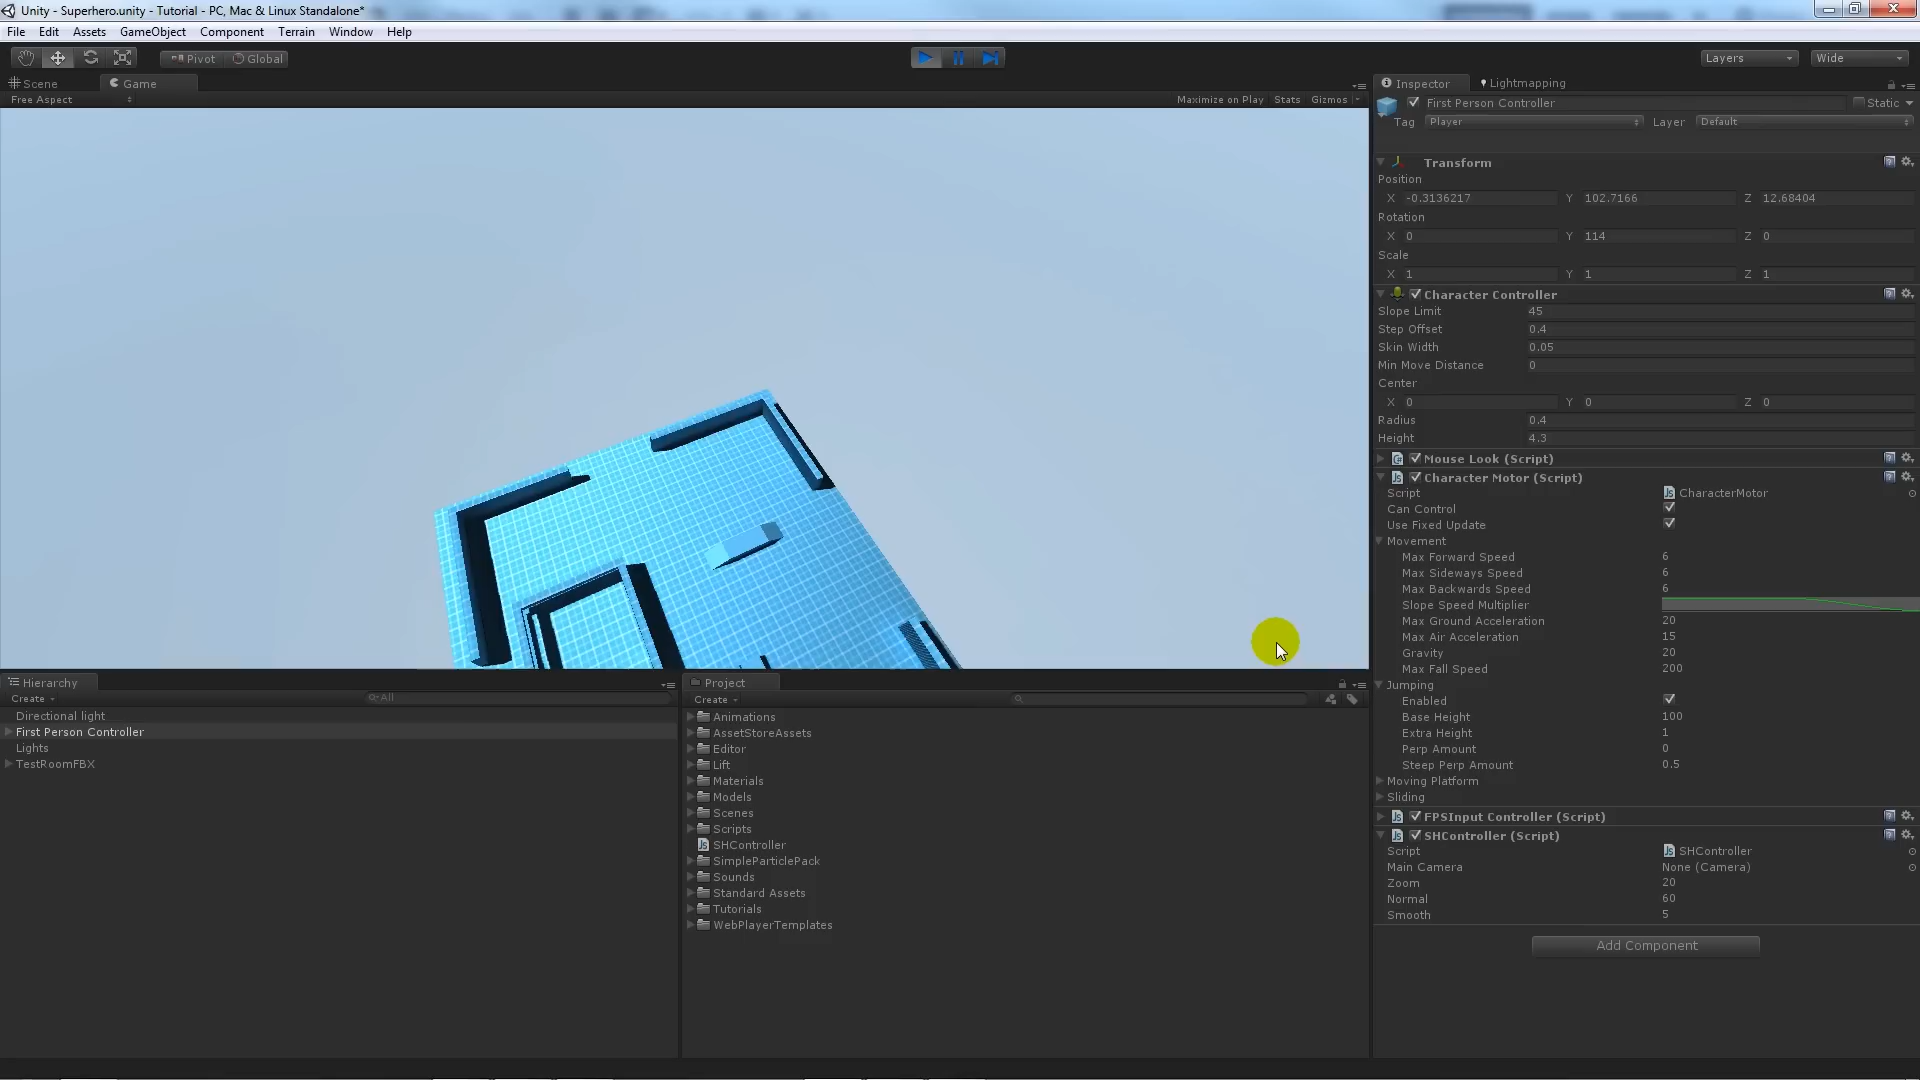 Unity - Superhero.unity - Tutorial - PC, Mac & Linux Standalone*
File Edit Assets GameObject Component Terrain Window Help
Pivot Global
Layers Wide
Scene Game
Free Aspect
Maximize on Play Stats Gizmos
Inspector Lightmapping
First Person Controller Static
Tag Player Layer Default
Transform
Position
X -0.3136217 Y 102.7166 Z 12.68404
Rotation
X 0 Y 114 Z 0
Scale
X 1 Y 1 Z 1
Character Controller
Slope Limit 45
Step Offset 0.4
Skin Width 0.05
Min Move Distance 0
Center
X 0 Y 0 Z 0
Radius 0.4
Height 4.3
Mouse Look (Script)
Character Motor (Script)
Script CharacterMotor
Can Control
Use Fixed Update
Movement
Max Forward Speed 6
Max Sideways Speed 6
Max Backwards Speed 6
Slope Speed Multiplier
Max Ground Acceleration 20
Max Air Acceleration 15
Gravity 20
Max Fall Speed 200
Jumping
Enabled
Base Height 100
Extra Height 1
Perp Amount 0
Steep Perp Amount 0.5
Moving Platform
Sliding
FPSInput Controller (Script)
SHController (Script)
Script SHController
Main Camera None (Camera)
Zoom 20
Normal 60
Smooth 5
Add Component
Hierarchy
Create All
Directional light
First Person Controller
Lights
TestRoomFBX
Project
Create
Animations
AssetStoreAssets
Editor
Lift
Materials
Models
Scenes
Scripts
SHController
SimpleParticlePack
Sounds
Standard Assets
Tutorials
WebPlayerTemplates